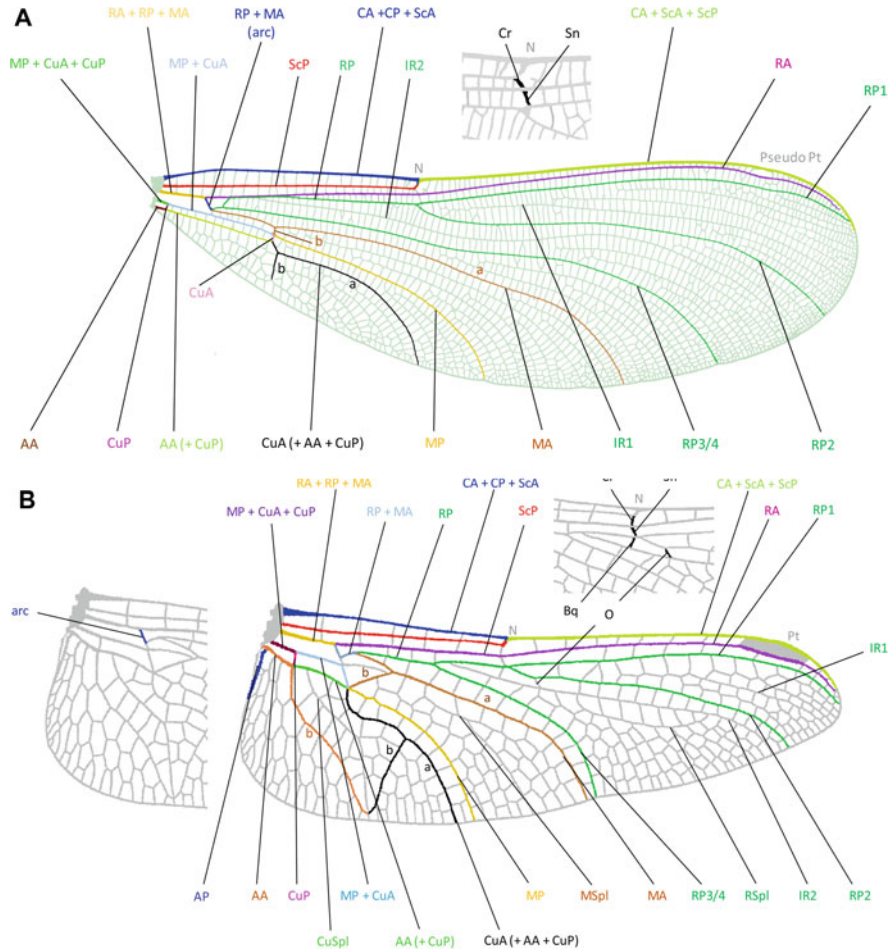 A
RA + RP + MA
RP + MA
(arc)
CA +CP + ScA
CA + ScA + ScP
MP + CuA + CuP
MP + CuA
ScP
RP
IR2
Cr
N
Sn
RA
RP1
N
Pseudo Pt
b
b
a
a
CuA
AA
CuP
AA (+ CuP)
CuA (+ AA + CuP)
MP
MA
IR1
RP3/4
RP2
B
RA + RP + MA
CA + CP + ScA
N
CA + ScA + ScP
MP + CuA + CuP
RP + MA
RP
ScP
RA
RP1
arc
Bq
O
N
Pt
IR1
b
a
b
b
a
AP
AA
CuP
MP + CuA
MP
MSpl
MA
RP3/4
RSpl
IR2
RP2
CuSpl
AA (+ CuP)
CuA (+ AA + CuP)